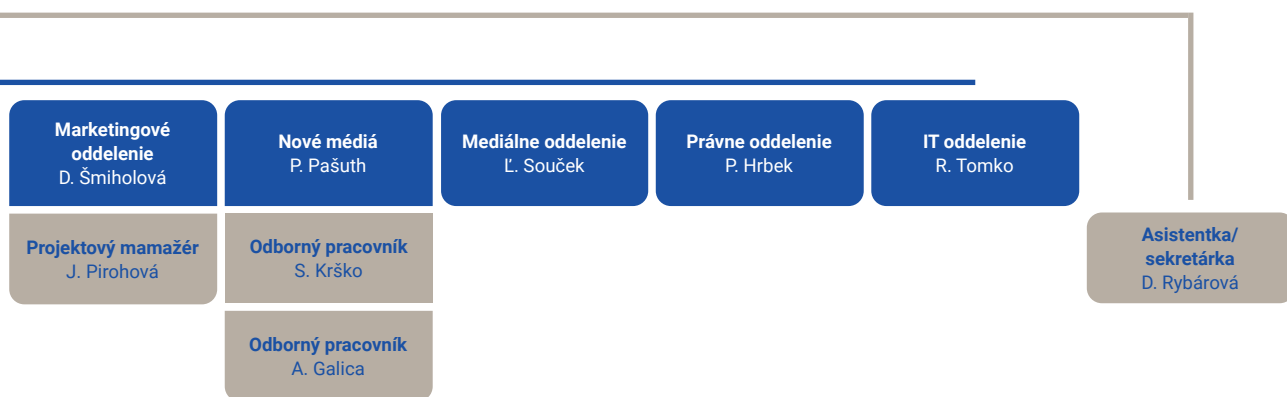 Marketingové
oddelenie
D. Šmiholová
Nové médiá
P. Pašuth
Mediálne oddelenie
Ľ. Souček
Právne oddelenie
P. Hrbek
IT oddelenie
R. Tomko
Projektový mamažér
J. Pirohová
Odborný pracovník
S. Krško
Asistentka/
sekretárka
D. Rybárová
Odborný pracovník
A. Galica